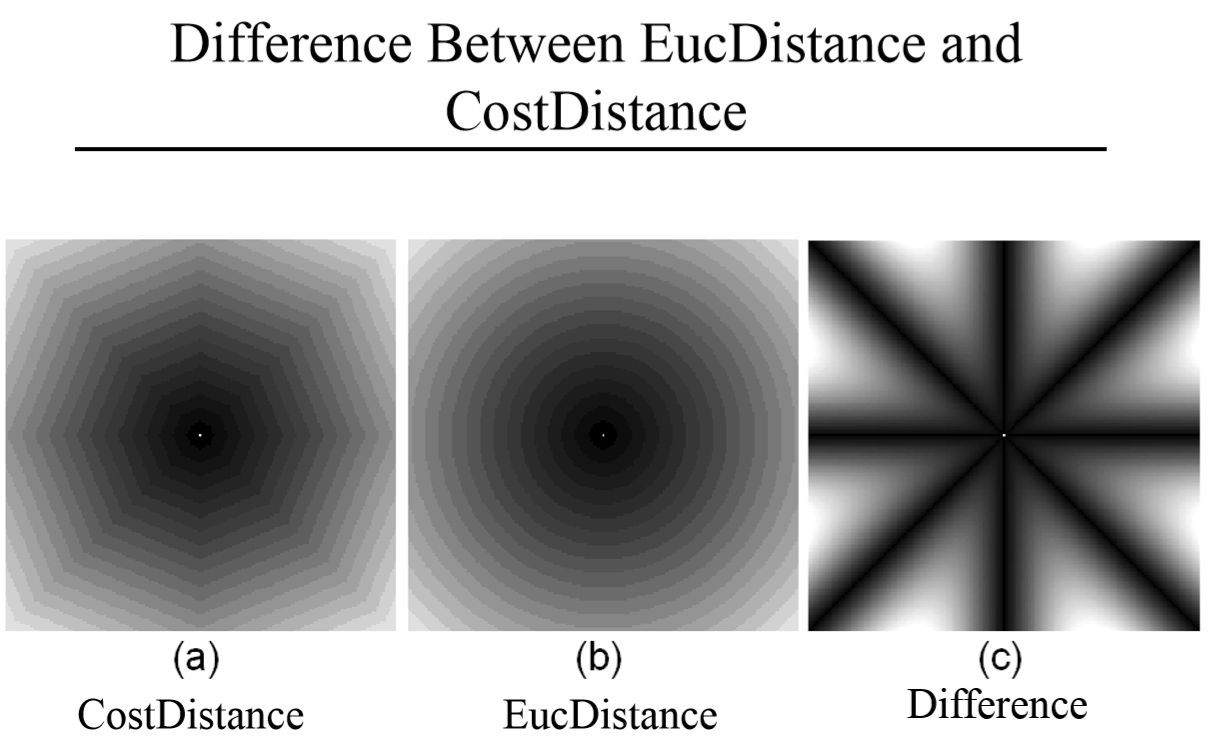 Difference Between EucDistance and
CostDistance
(a)
(b)
(c)
CostDistance
EucDistance
Difference